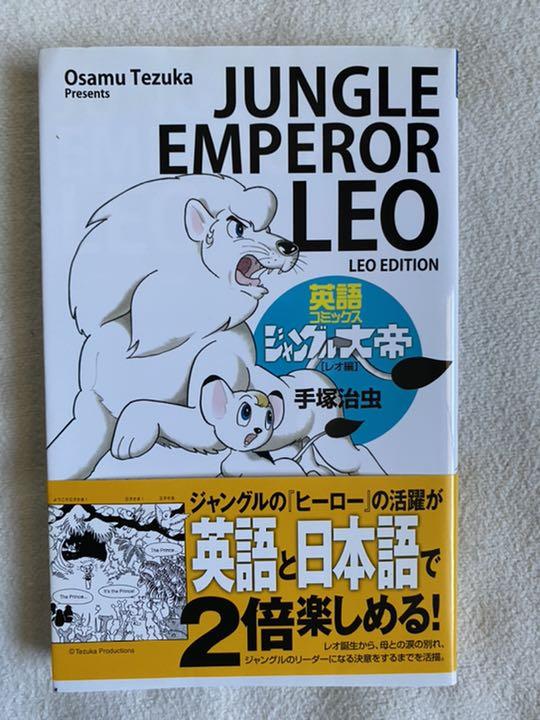 Osamu Tezuka
Presents
JUNGLE
EMPEROR
LEO
LEO EDITION
英語
コミックス
ジャングル大帝
[レオ編]
手塚治虫
ジャングルの『ヒーロー』の活躍が
英語と日本語で
2倍楽しめる!
レオ誕生から、母との涙の別れ、
ジャングルのリーダーになる決意をするまでを活描。
The Prince...
It's the Prince!
The Prince...
©Tezuka Productions